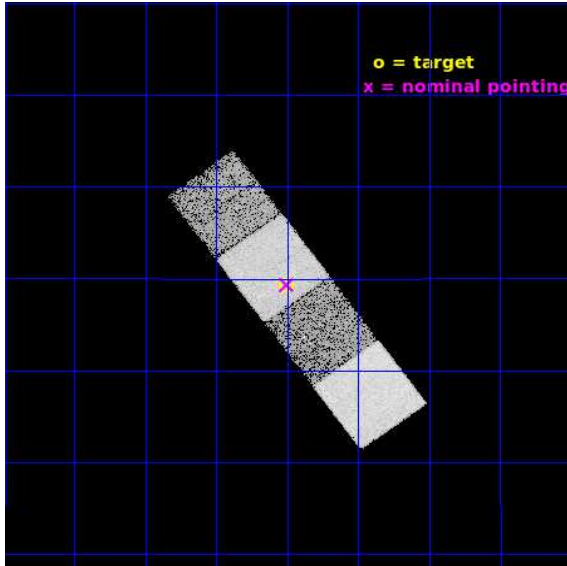 o = target
x = nominal pointing